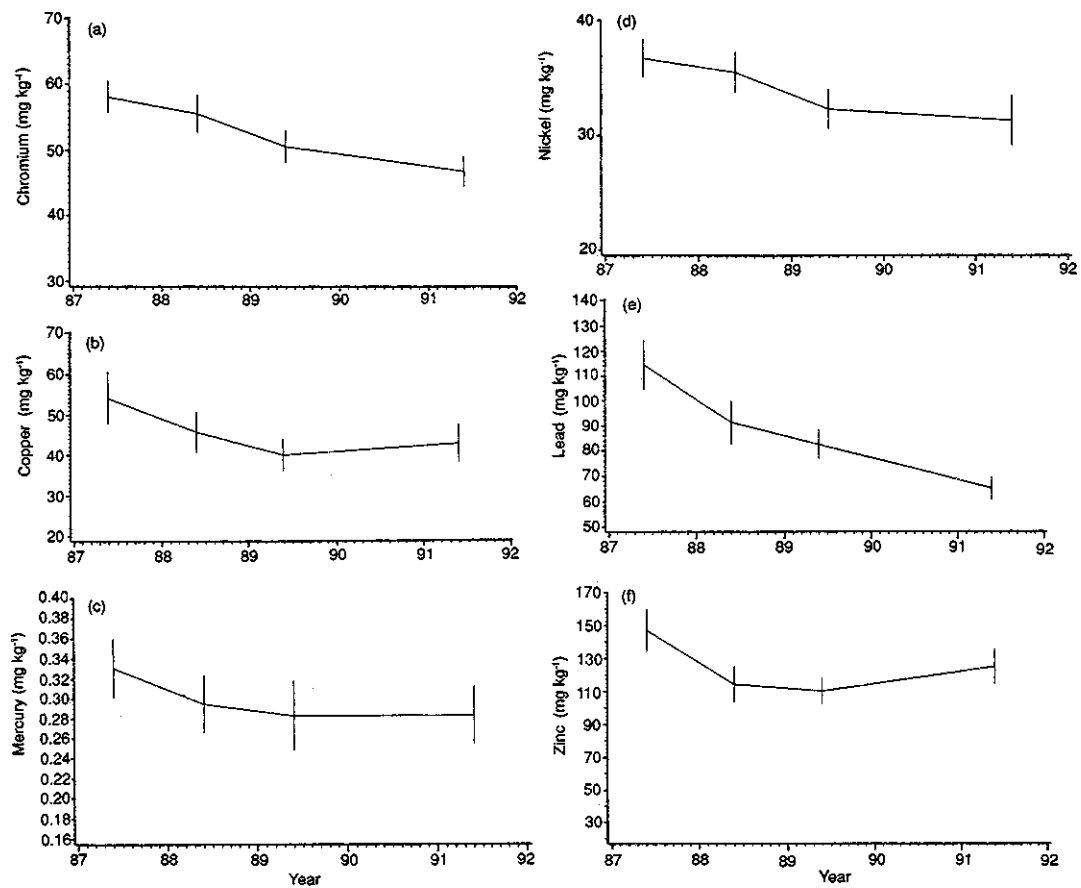 (a)
Chromium (mg kg⁻¹)
70
60
50
40
30
87 88 89 90 91 92
(b)
Copper (mg kg⁻¹)
70
60
50
40
30
20
87 88 89 90 91 92
(c)
Mercury (mg kg⁻¹)
0.40
0.38
0.36
0.34
0.32
0.30
0.28
0.26
0.24
0.22
0.20
0.18
0.16
87 88 89 90 91 92
Year
(d)
Nickel (mg kg⁻¹)
40
30
20
87 88 89 90 91 92
(e)
Lead (mg kg⁻¹)
140
130
120
110
100
90
80
70
60
50
87 88 89 90 91 92
(f)
Zinc (mg kg⁻¹)
170
150
130
110
90
70
50
30
87 88 89 90 91 92
Year